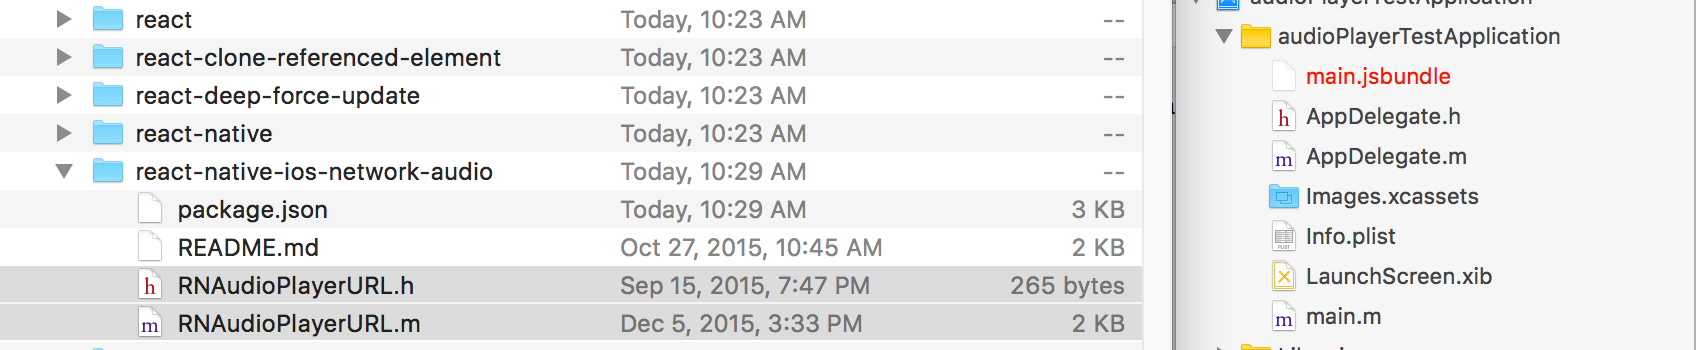 react Today, 10:23 AM --
react-clone-referenced-element Today, 10:23 AM --
react-deep-force-update Today, 10:23 AM --
react-native Today, 10:23 AM --
react-native-ios-network-audio Today, 10:29 AM --
package.json Today, 10:29 AM 3 KB
README.md Oct 27, 2015, 10:45 AM 2 KB
h RNAudioPlayerURL.h Sep 15, 2015, 7:47 PM 265 bytes
m RNAudioPlayerURL.m Dec 5, 2015, 3:33 PM 2 KB
audioPlayerTestApplication
audioPlayerTestApplication
main.jsbundle
h AppDelegate.h
m AppDelegate.m
Images.xcassets
PLIST Info.plist
LaunchScreen.xib
m main.m